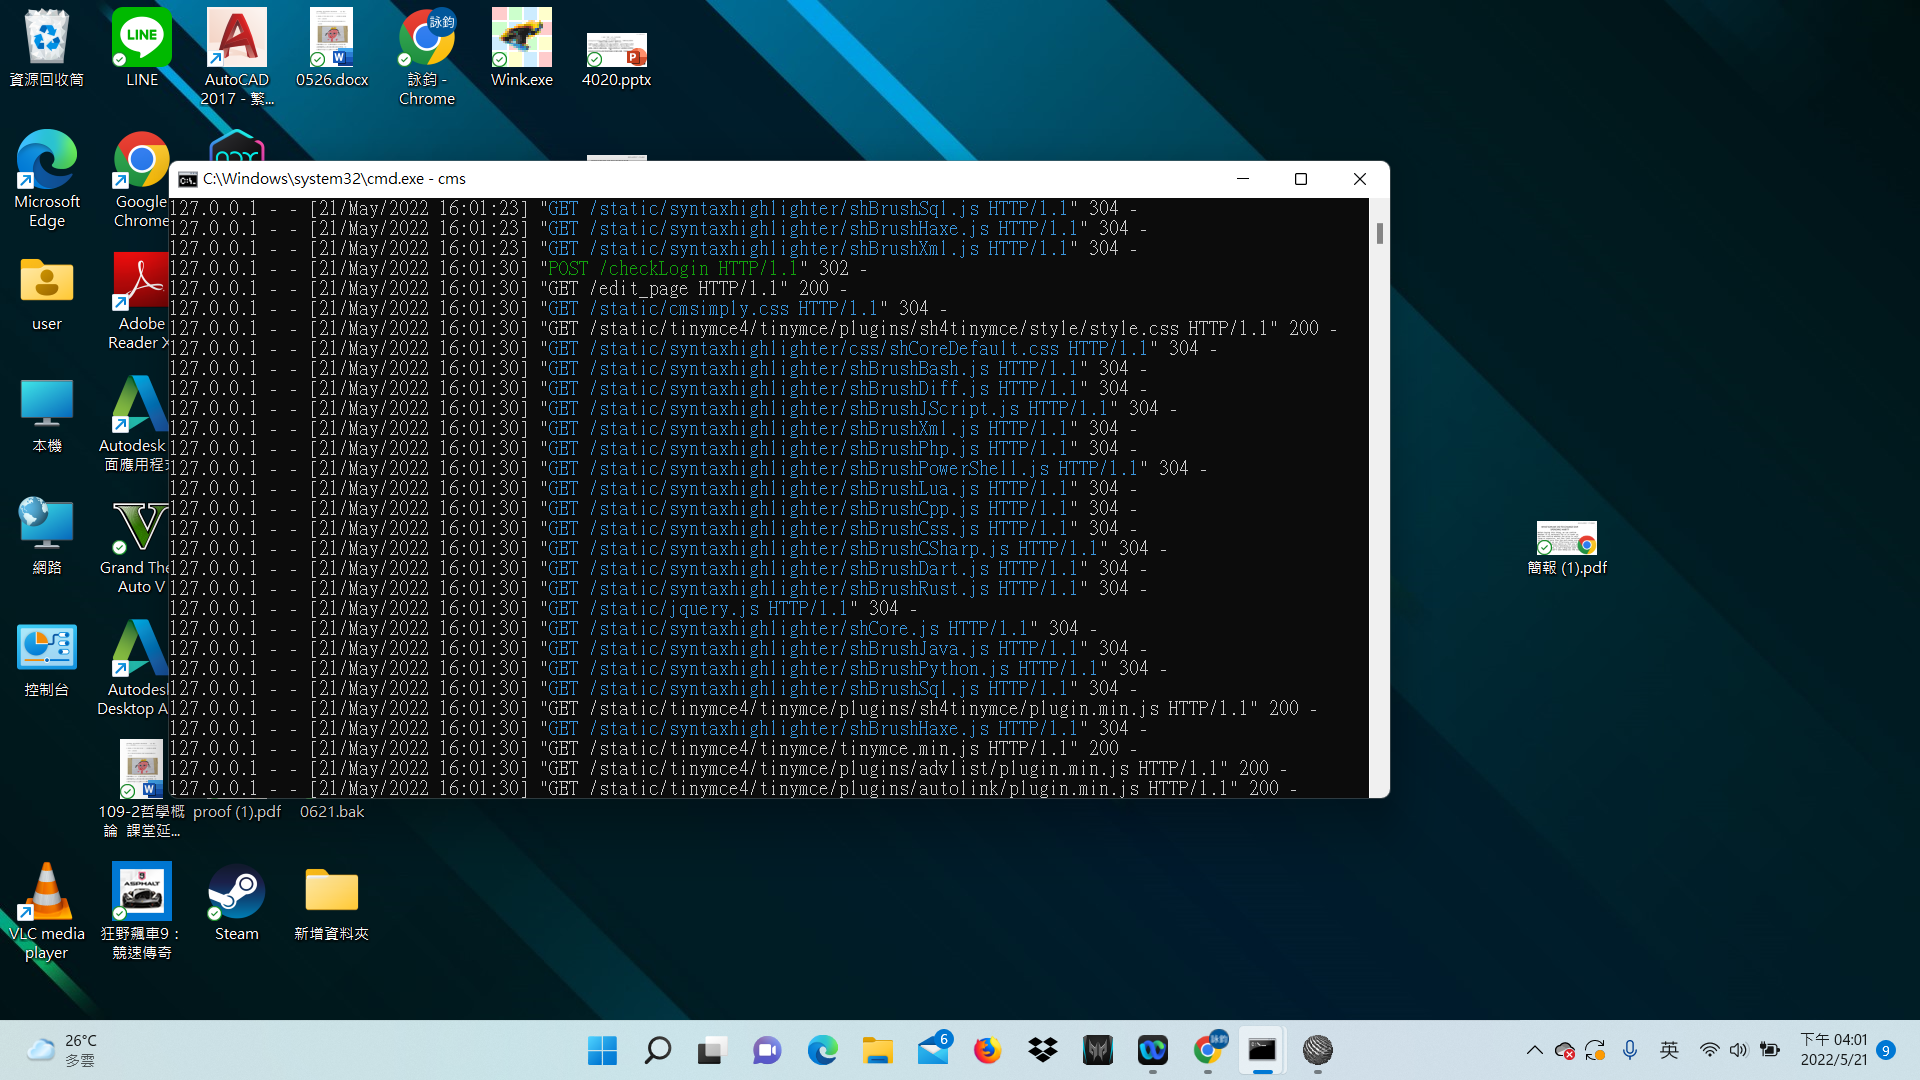 資源回收筒
LINE
AutoCAD
2017 - 繁...
0526.docx
詠鈞
詠鈞 -
Chrome
Wink.exe
4020.pptx
Microsoft
Edge
Google
Chrome
C:\Windows\system32\cmd.exe - cms
127.0.0.1 - - [21/May/2022 16:01:23] "GET /static/syntaxhighlighter/shBrushSql.js HTTP/1.1" 304 -
127.0.0.1 - - [21/May/2022 16:01:23] "GET /static/syntaxhighlighter/shBrushHaxe.js HTTP/1.1" 304 -
127.0.0.1 - - [21/May/2022 16:01:23] "GET /static/syntaxhighlighter/shBrushXml.js HTTP/1.1" 304 -
127.0.0.1 - - [21/May/2022 16:01:30] "POST /checkLogin HTTP/1.1" 302 -
127.0.0.1 - - [21/May/2022 16:01:30] "GET /edit_page HTTP/1.1" 200 -
127.0.0.1 - - [21/May/2022 16:01:30] "GET /static/cmsimply.css HTTP/1.1" 304 -
127.0.0.1 - - [21/May/2022 16:01:30] "GET /static/tinymce4/tinymce/plugins/sh4tinymce/style/style.css HTTP/1.1" 200 -
127.0.0.1 - - [21/May/2022 16:01:30] "GET /static/syntaxhighlighter/css/shCoreDefault.css HTTP/1.1" 304 -
127.0.0.1 - - [21/May/2022 16:01:30] "GET /static/syntaxhighlighter/shBrushBash.js HTTP/1.1" 304 -
127.0.0.1 - - [21/May/2022 16:01:30] "GET /static/syntaxhighlighter/shBrushDiff.js HTTP/1.1" 304 -
127.0.0.1 - - [21/May/2022 16:01:30] "GET /static/syntaxhighlighter/shBrushJScript.js HTTP/1.1" 304 -
127.0.0.1 - - [21/May/2022 16:01:30] "GET /static/syntaxhighlighter/shBrushXml.js HTTP/1.1" 304 -
127.0.0.1 - - [21/May/2022 16:01:30] "GET /static/syntaxhighlighter/shBrushPhp.js HTTP/1.1" 304 -
127.0.0.1 - - [21/May/2022 16:01:30] "GET /static/syntaxhighlighter/shBrushPowerShell.js HTTP/1.1" 304 -
127.0.0.1 - - [21/May/2022 16:01:30] "GET /static/syntaxhighlighter/shBrushLua.js HTTP/1.1" 304 -
127.0.0.1 - - [21/May/2022 16:01:30] "GET /static/syntaxhighlighter/shBrushCpp.js HTTP/1.1" 304 -
127.0.0.1 - - [21/May/2022 16:01:30] "GET /static/syntaxhighlighter/shBrushCss.js HTTP/1.1" 304 -
127.0.0.1 - - [21/May/2022 16:01:30] "GET /static/syntaxhighlighter/shBrushCSharp.js HTTP/1.1" 304 -
127.0.0.1 - - [21/May/2022 16:01:30] "GET /static/syntaxhighlighter/shBrushDart.js HTTP/1.1" 304 -
127.0.0.1 - - [21/May/2022 16:01:30] "GET /static/syntaxhighlighter/shBrushRust.js HTTP/1.1" 304 -
127.0.0.1 - - [21/May/2022 16:01:30] "GET /static/jquery.js HTTP/1.1" 304 -
127.0.0.1 - - [21/May/2022 16:01:30] "GET /static/syntaxhighlighter/shCore.js HTTP/1.1" 304 -
127.0.0.1 - - [21/May/2022 16:01:30] "GET /static/syntaxhighlighter/shBrushJava.js HTTP/1.1" 304 -
127.0.0.1 - - [21/May/2022 16:01:30] "GET /static/syntaxhighlighter/shBrushPython.js HTTP/1.1" 304 -
127.0.0.1 - - [21/May/2022 16:01:30] "GET /static/syntaxhighlighter/shBrushSql.js HTTP/1.1" 304 -
127.0.0.1 - - [21/May/2022 16:01:30] "GET /static/tinymce4/tinymce/plugins/sh4tinymce/plugin.min.js HTTP/1.1" 200 -
127.0.0.1 - - [21/May/2022 16:01:30] "GET /static/syntaxhighlighter/shBrushHaxe.js HTTP/1.1" 304 -
127.0.0.1 - - [21/May/2022 16:01:30] "GET /static/tinymce4/tinymce/tinymce.min.js HTTP/1.1" 200 -
127.0.0.1 - - [21/May/2022 16:01:30] "GET /static/tinymce4/tinymce/plugins/advlist/plugin.min.js HTTP/1.1" 200 -
127.0.0.1 - - [21/May/2022 16:01:30] "GET /static/tinymce4/tinymce/plugins/autolink/plugin.min.js HTTP/1.1" 200 -
user
Adobe
Reader X
本機
Autodesk
面應用程
網路
Grand The
Auto V
控制台
Autodesk
Desktop A
109-2哲學概
論 課堂延...
proof (1).pdf
0621.bak
簡報 (1).pdf
VLC media
player
ASPHALT
狂野飆車9：
競速傳奇
Steam
新增資料夾
26°C
多雲
6
詠鈞
英
下午 04:01
2022/5/21
9